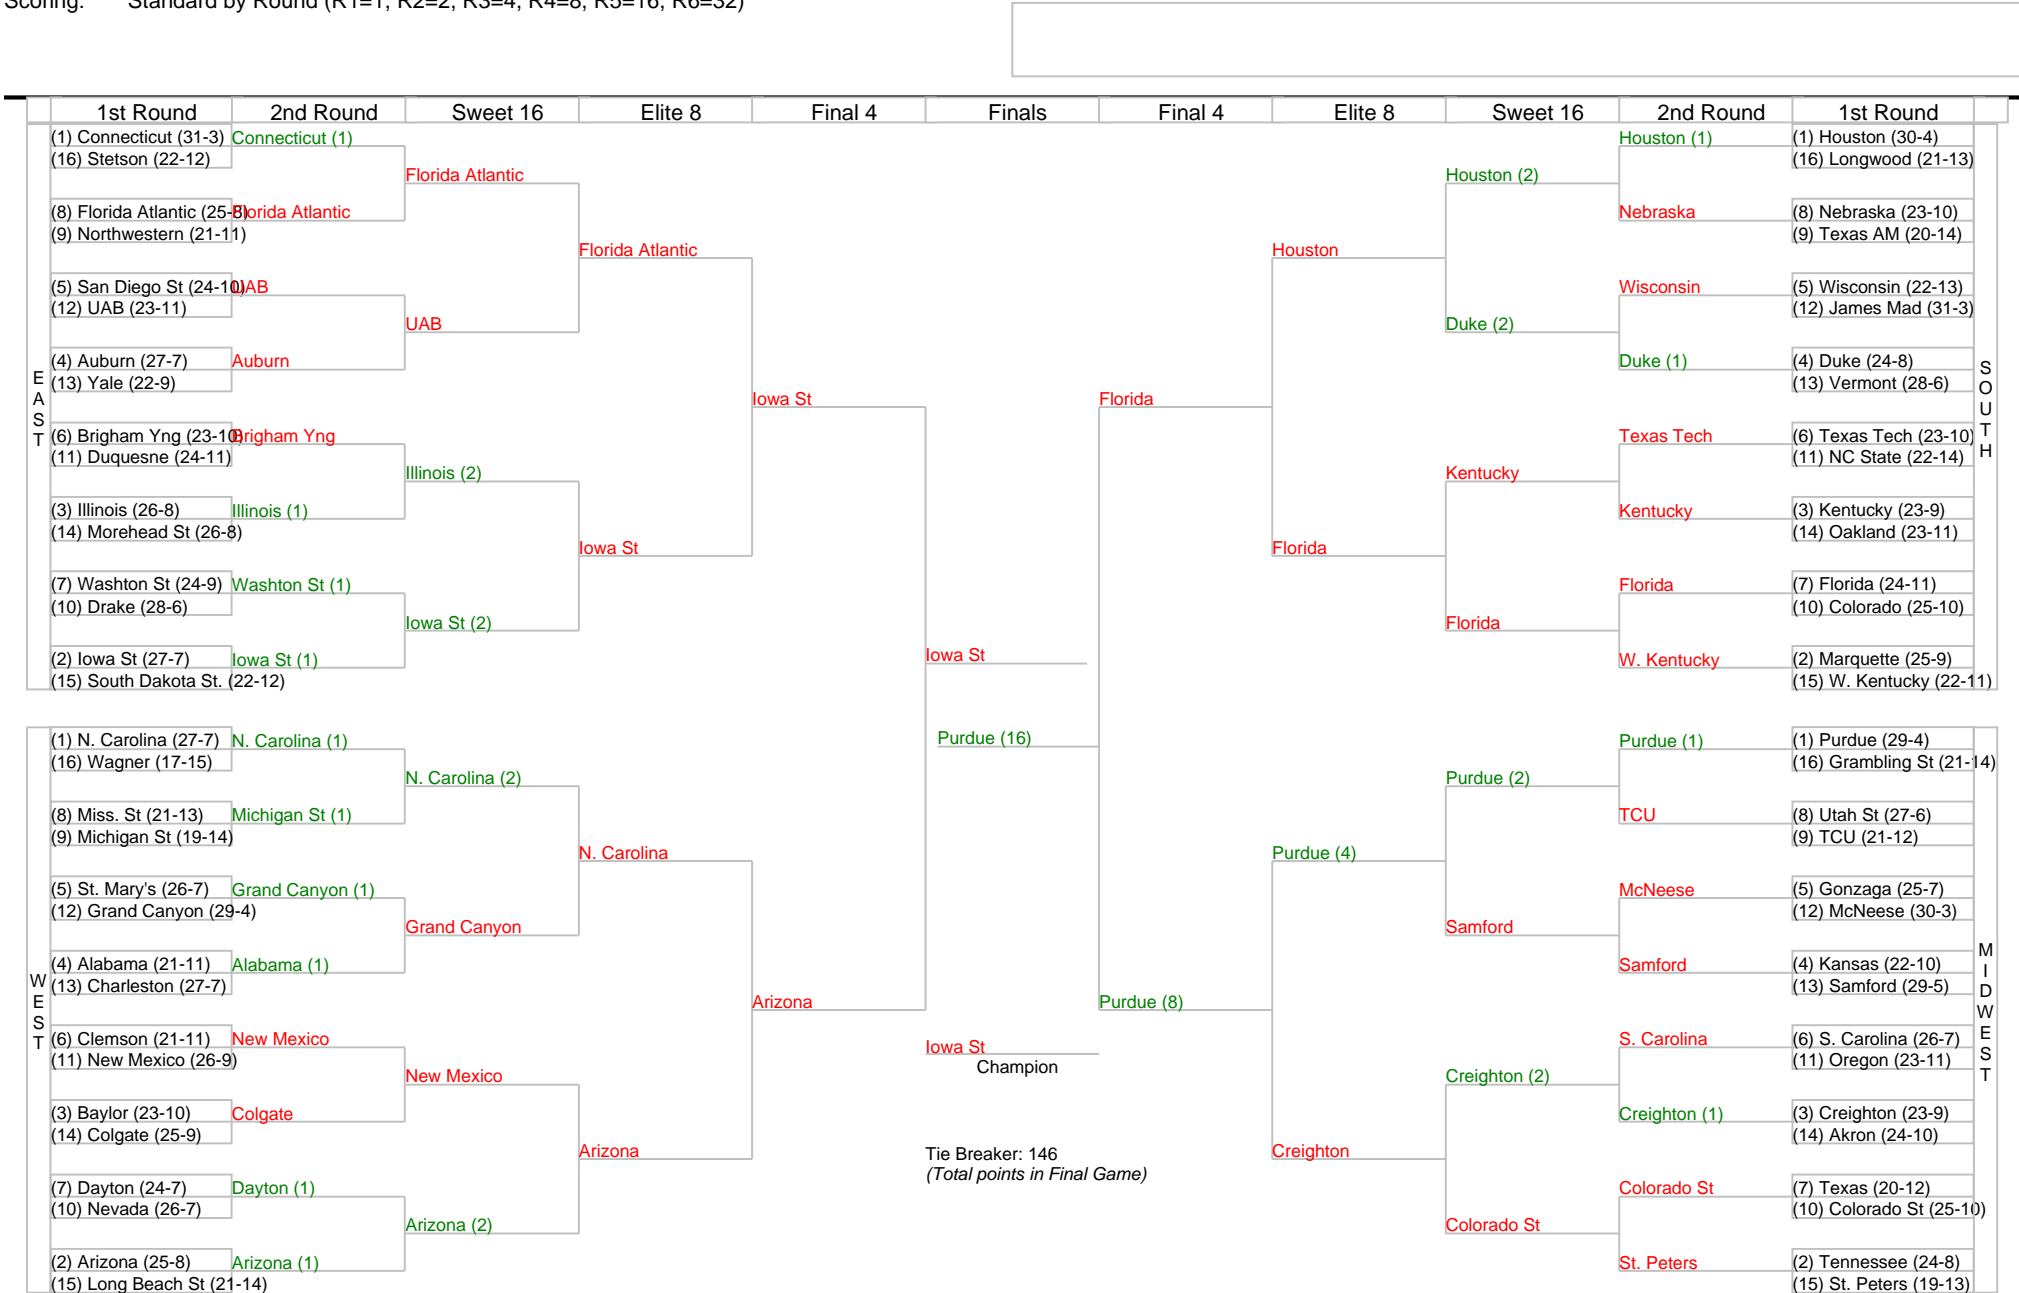 Scoring: Standard by Round (R1=1, R2=2, R3=4, R4=8, R5=16, R6=32)
1st Round 2nd Round Sweet 16 Elite 8 Final 4 Finals Final 4 Elite 8 Sweet 16 2nd Round 1st Round
EAST
(1) Connecticut (31-3)
(16) Stetson (22-12)
(8) Florida Atlantic (25-8)
(9) Northwestern (21-11)
(5) San Diego St (24-10)
(12) UAB (23-11)
(4) Auburn (27-7)
(13) Yale (22-9)
(6) Brigham Yng (23-10)
(11) Duquesne (24-11)
(3) Illinois (26-8)
(14) Morehead St (26-8)
(7) Washton St (24-9)
(10) Drake (28-6)
(2) Iowa St (27-7)
(15) South Dakota St. (22-12)
Connecticut (1)
Florida Atlantic
UAB
Auburn
Brigham Yng
Illinois (1)
Washton St (1)
Iowa St (1)
Florida Atlantic
UAB
Illinois (2)
Iowa St (2)
Florida Atlantic
Iowa St
Iowa St
WEST
(1) N. Carolina (27-7)
(16) Wagner (17-15)
(8) Miss. St (21-13)
(9) Michigan St (19-14)
(5) St. Mary's (26-7)
(12) Grand Canyon (29-4)
(4) Alabama (21-11)
(13) Charleston (27-7)
(6) Clemson (21-11)
(11) New Mexico (26-9)
(3) Baylor (23-10)
(14) Colgate (25-9)
(7) Dayton (24-7)
(10) Nevada (26-7)
(2) Arizona (25-8)
(15) Long Beach St (21-14)
N. Carolina (1)
Michigan St (1)
Grand Canyon (1)
Alabama (1)
New Mexico
Colgate
Dayton (1)
Arizona (1)
N. Carolina (2)
Grand Canyon
New Mexico
Arizona (2)
N. Carolina
Arizona
Arizona
Iowa St
Purdue (16)
Iowa St
Champion
Tie Breaker: 146
(Total points in Final Game)
Florida
Houston
Florida
Houston (2)
Duke (2)
Kentucky
Florida
Houston (1)
Nebraska
Wisconsin
Duke (1)
Texas Tech
Kentucky
Florida
W. Kentucky
(1) Houston (30-4)
(16) Longwood (21-13)
(8) Nebraska (23-10)
(9) Texas AM (20-14)
(5) Wisconsin (22-13)
(12) James Mad (31-3)
(4) Duke (24-8)
(13) Vermont (28-6)
(6) Texas Tech (23-10)
(11) NC State (22-14)
(3) Kentucky (23-9)
(14) Oakland (23-11)
(7) Florida (24-11)
(10) Colorado (25-10)
(2) Marquette (25-9)
(15) W. Kentucky (22-11)
SOUTH
Purdue (8)
Purdue (4)
Creighton
Purdue (2)
Samford
Creighton (2)
Colorado St
Purdue (1)
TCU
McNeese
Samford
S. Carolina
Creighton (1)
Colorado St
St. Peters
(1) Purdue (29-4)
(16) Grambling St (21-14)
(8) Utah St (27-6)
(9) TCU (21-12)
(5) Gonzaga (25-7)
(12) McNeese (30-3)
(4) Kansas (22-10)
(13) Samford (29-5)
(6) S. Carolina (26-7)
(11) Oregon (23-11)
(3) Creighton (23-9)
(14) Akron (24-10)
(7) Texas (20-12)
(10) Colorado St (25-10)
(2) Tennessee (24-8)
(15) St. Peters (19-13)
MIDWEST